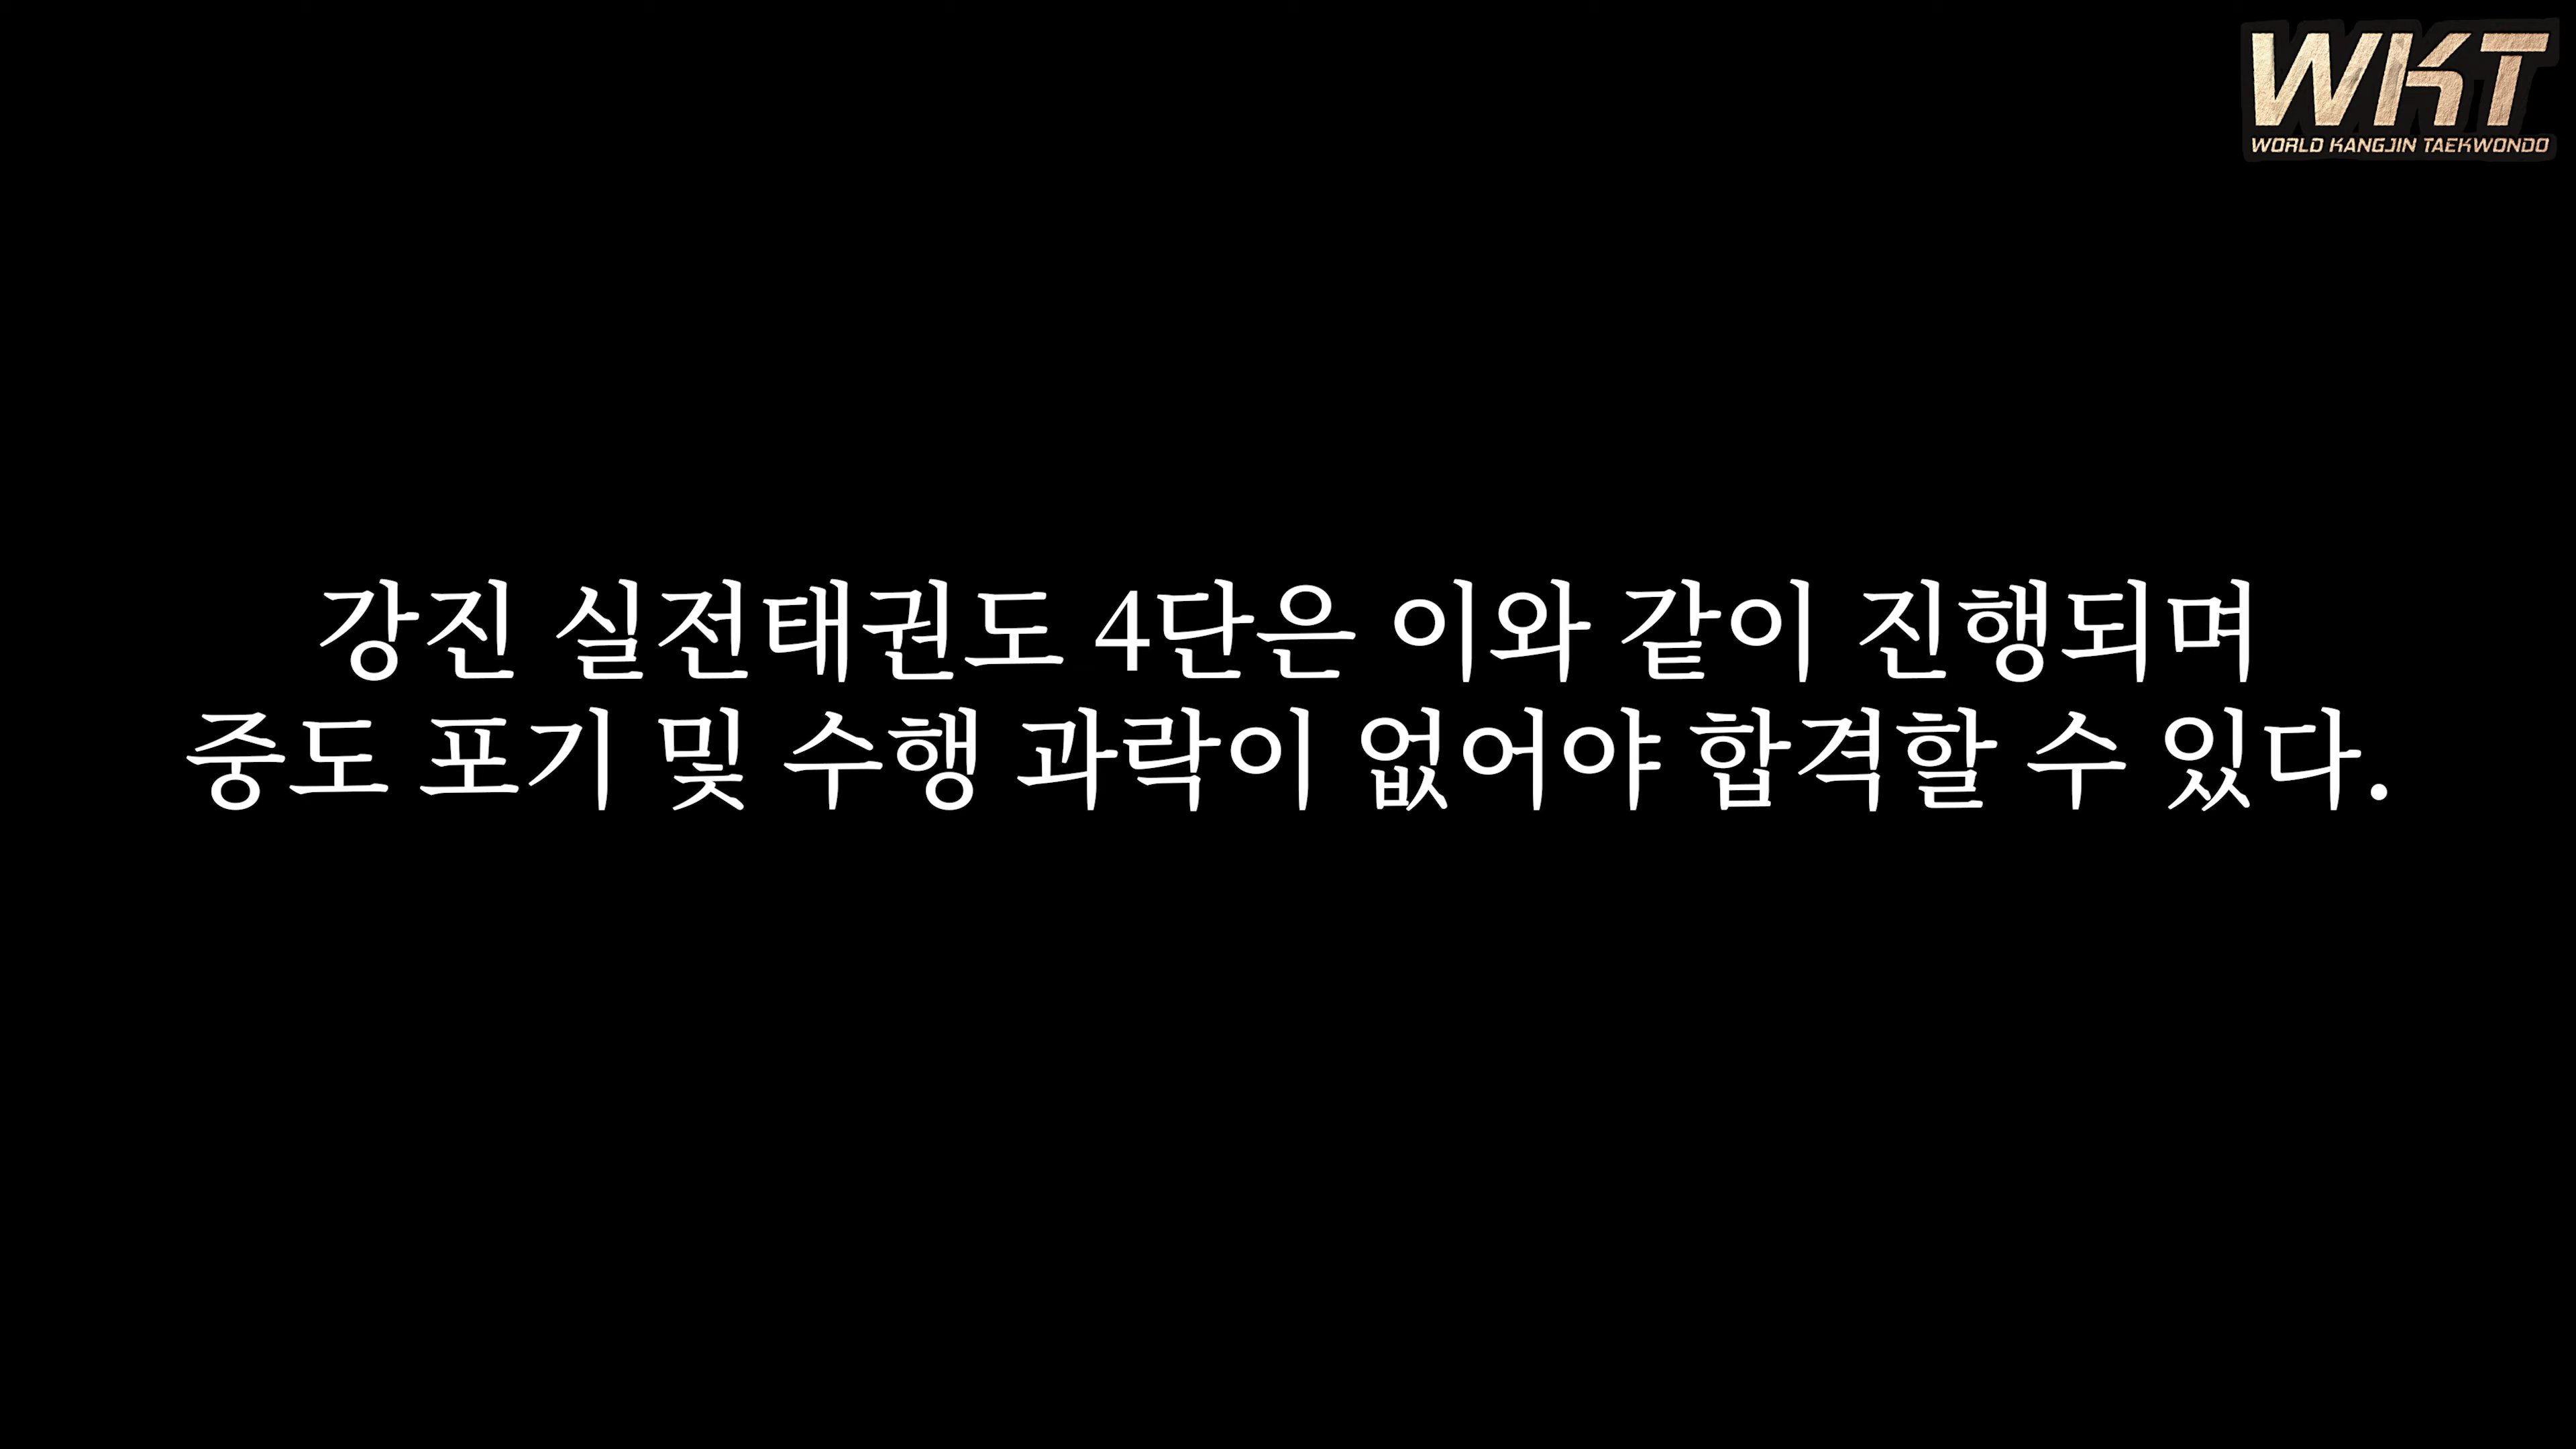 WKT
WORLD KANGJIN TAEKWONDO
강진 실전태권도 4단은 이와 같이 진행되며
중도 포기 및 수행 과락이 없어야 합격할 수 있다.